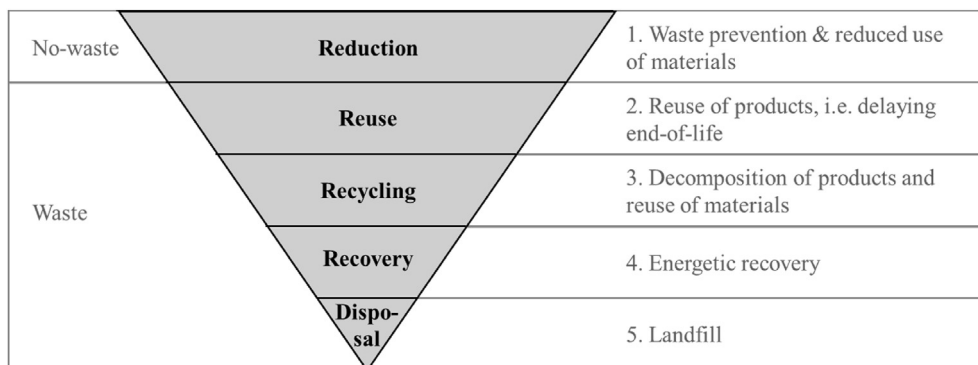 No-waste
Reduction
1. Waste prevention & reduced use
of materials
Reuse
2. Reuse of products, i.e. delaying
end-of-life
Waste
Recycling
3. Decomposition of products and
reuse of materials
Recovery
4. Energetic recovery
Dispo-
sal
5. Landfill